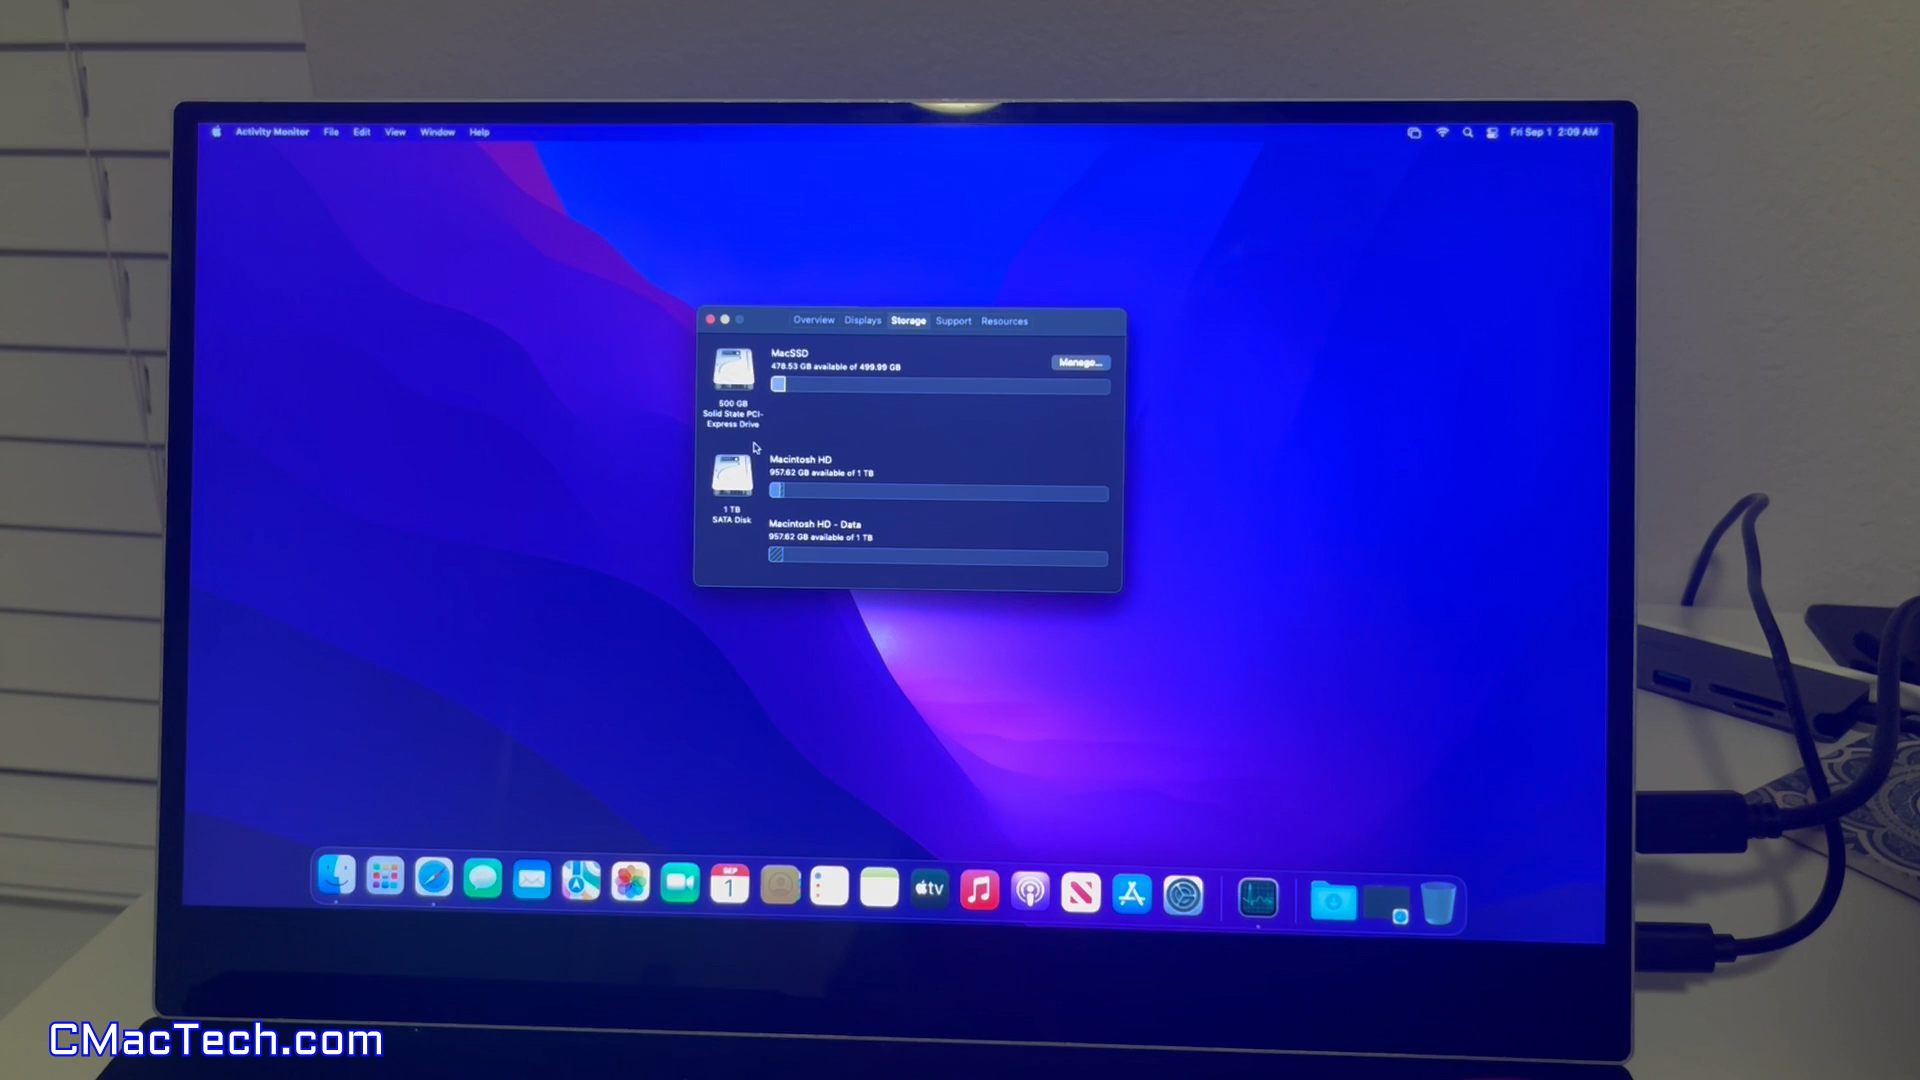 Activity Monitor File Edit View Window Help
Fri Sep 1 2:09 AM
Overview Displays Storage Support Resources
MacSSD
478.53 GB available of 499.99 GB
Manage...
500 GB
Solid State PCI-
Express Drive
Macintosh HD
957.62 GB available of 1 TB
1 TB
SATA Disk
Macintosh HD - Data
957.62 GB available of 1 TB
SEP
1
tv
CMacTech.com